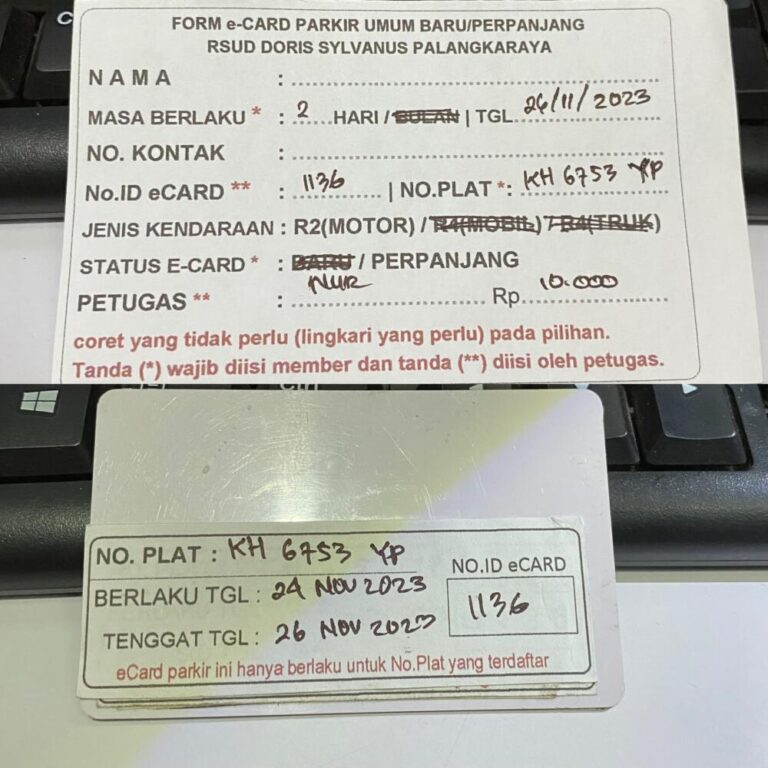 FORM e-CARD PARKIR UMUM BARU/PERPANJANG
RSUD DORIS SYLVANUS PALANGKARAYA
NAMA :
MASA BERLAKU * : 2 HARI / BULAN | TGL 26/11/2023
NO. KONTAK :
No.ID eCARD ** : 1136 | NO.PLAT *: KH 6753 YP
JENIS KENDARAAN : R2(MOTOR) / R4(MOBIL) / B4(TRUK)
STATUS E-CARD * : BARU / PERPANJANG
PETUGAS ** : NUR Rp. 10.000
coret yang tidak perlu (lingkari yang perlu) pada pilihan.
Tanda (*) wajib diisi member dan tanda (**) diisi oleh petugas.
NO. PLAT : KH 6753 YP
NO.ID eCARD
BERLAKU TGL : 24 NOV 2023
1136
TENGGAT TGL : 26 NOV 2023
eCard parkir ini hanya berlaku untuk No.Plat yang terdaftar